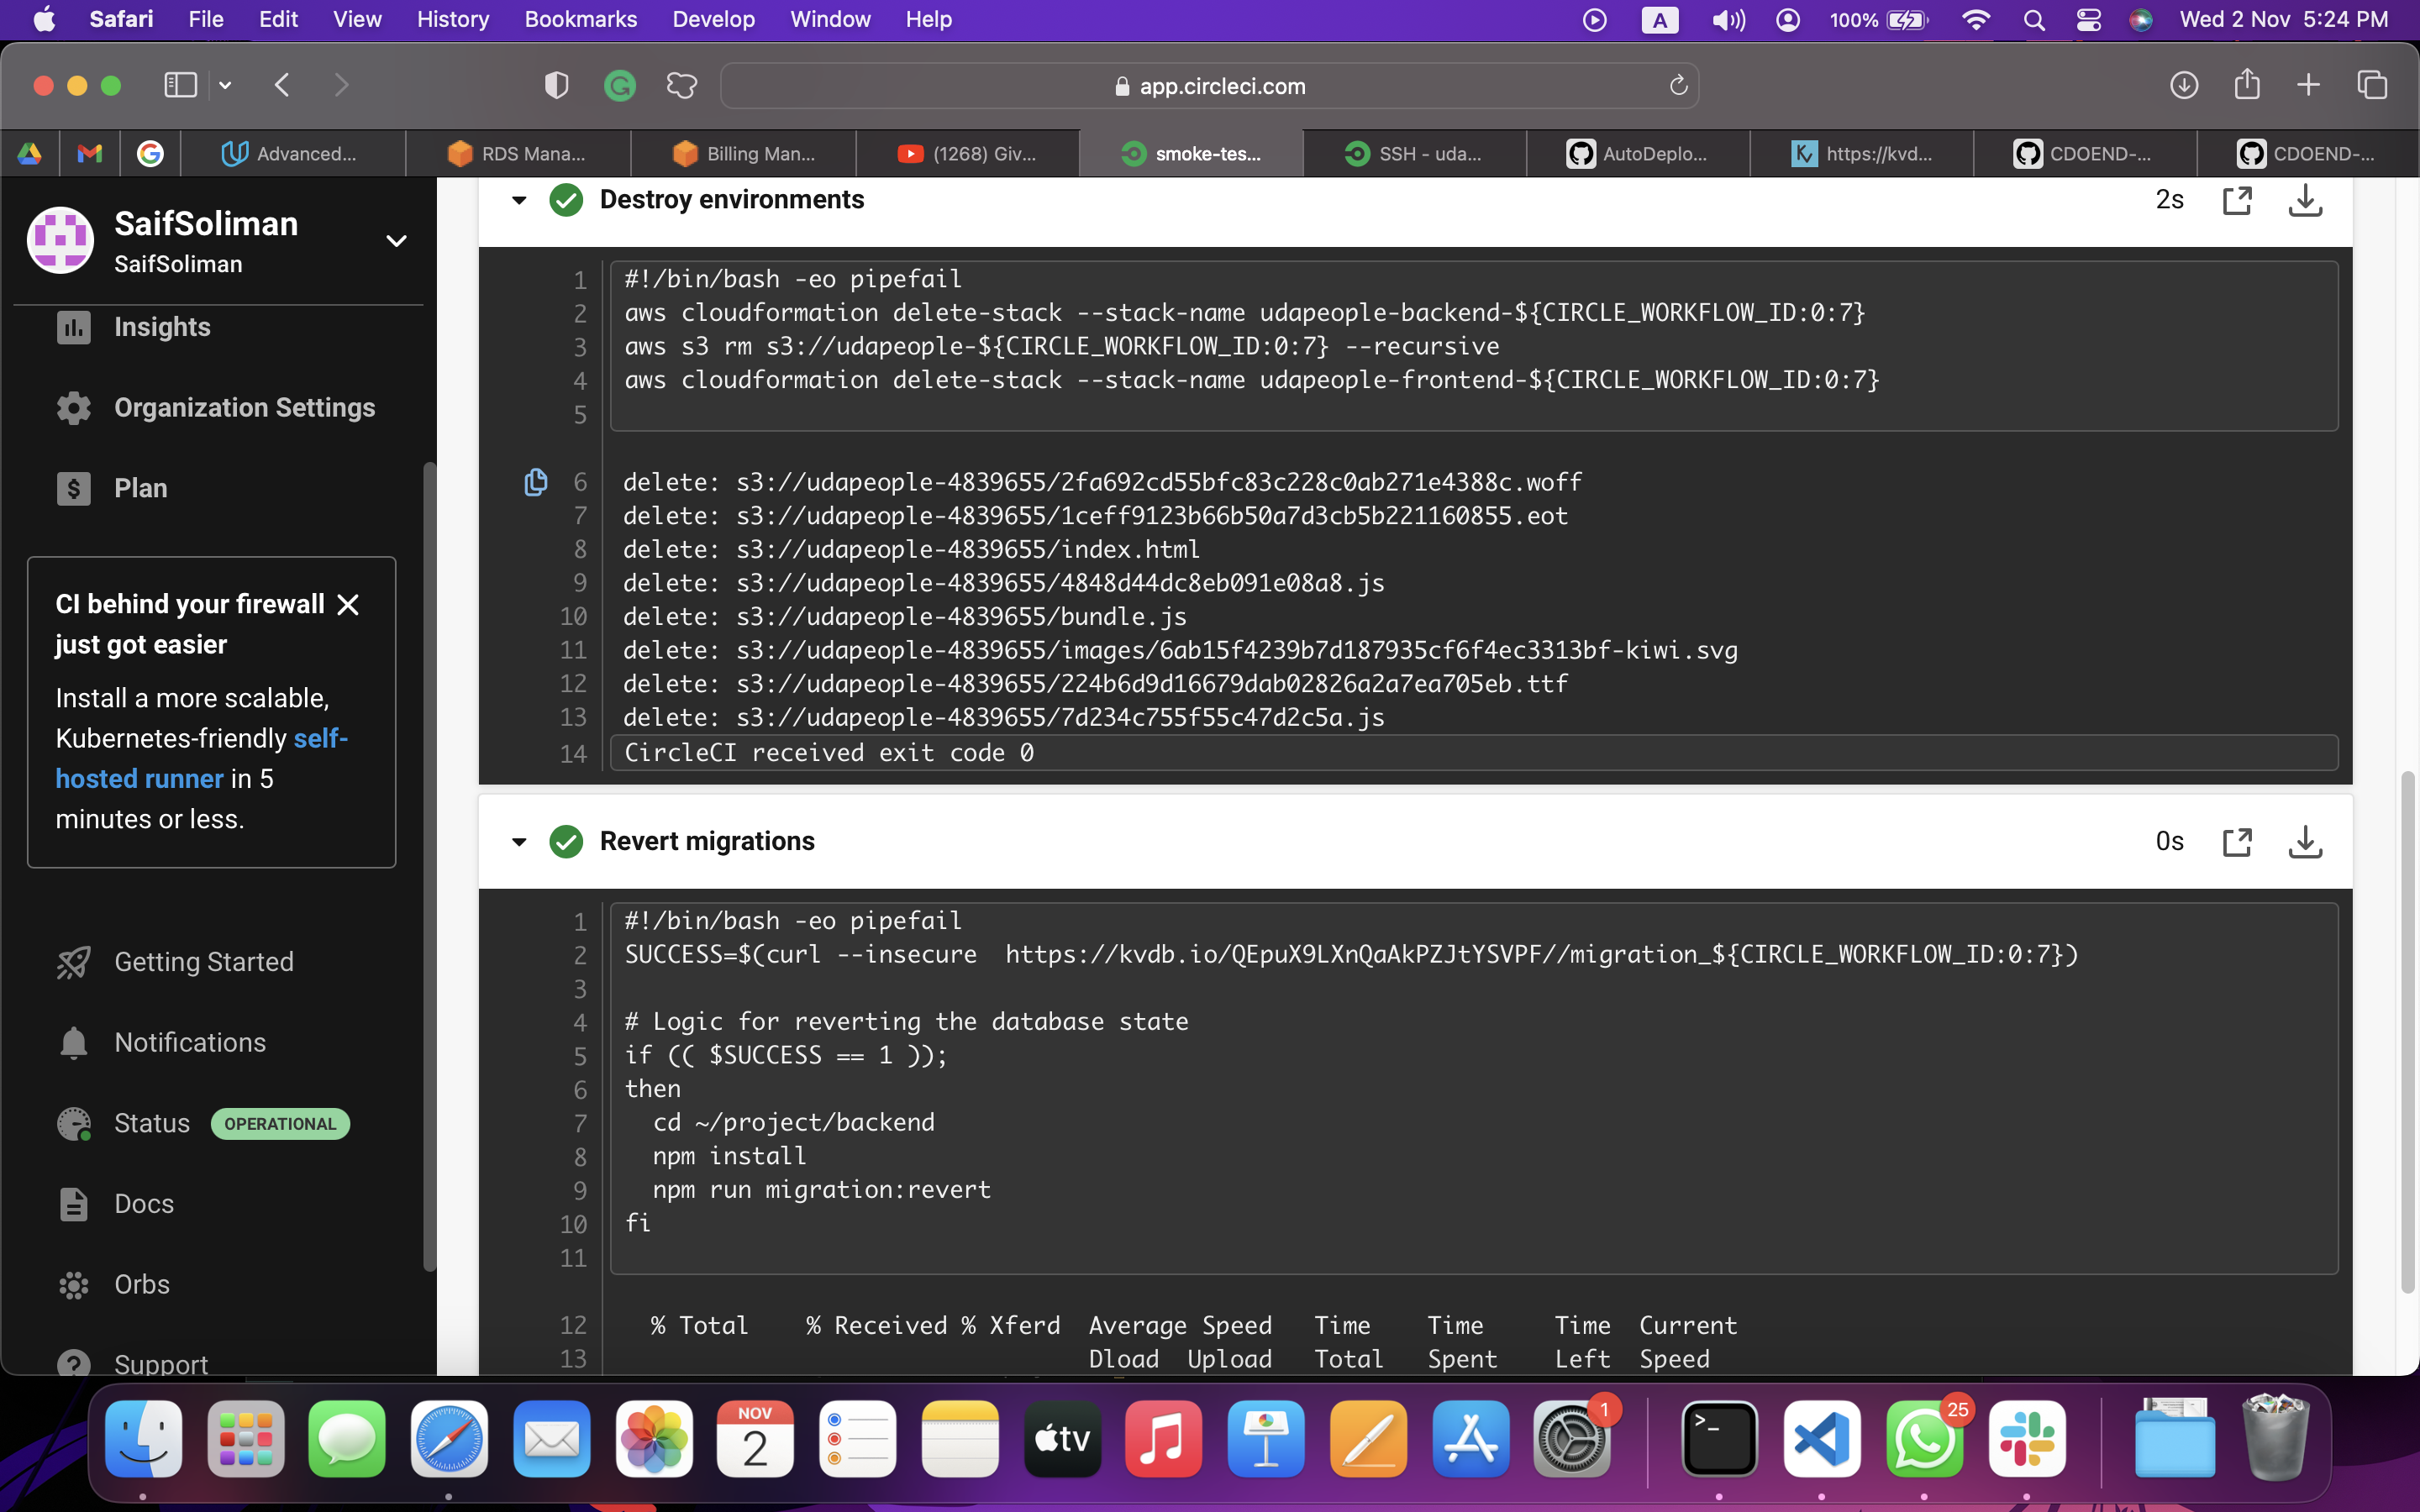 Safari File Edit View History Bookmarks Develop Window Help A 100% Wed 2 Nov 5:24 PM
app.circleci.com
Advanced... RDS Mana... Billing Man... (1268) Giv... smoke-tes... SSH - uda... AutoDeplo... https://kvd... CDOEND-... CDOEND-...
SaifSoliman
SaifSoliman
Insights
Organization Settings
Plan
CI behind your firewall
just got easier
Install a more scalable,
Kubernetes-friendly self-
hosted runner in 5
minutes or less.
Getting Started
Notifications
Status OPERATIONAL
Docs
Orbs
Support
Destroy environments 2s
1 #!/bin/bash -eo pipefail
2 aws cloudformation delete-stack --stack-name udapeople-backend-${CIRCLE_WORKFLOW_ID:0:7}
3 aws s3 rm s3://udapeople-${CIRCLE_WORKFLOW_ID:0:7} --recursive
4 aws cloudformation delete-stack --stack-name udapeople-frontend-${CIRCLE_WORKFLOW_ID:0:7}
5
6 delete: s3://udapeople-4839655/2fa692cd55bfc83c228c0ab271e4388c.woff
7 delete: s3://udapeople-4839655/1ceff9123b66b50a7d3cb5b221160855.eot
8 delete: s3://udapeople-4839655/index.html
9 delete: s3://udapeople-4839655/4848d44dc8eb091e08a8.js
10 delete: s3://udapeople-4839655/bundle.js
11 delete: s3://udapeople-4839655/images/6ab15f4239b7d187935cf6f4ec3313bf-kiwi.svg
12 delete: s3://udapeople-4839655/224b6d9d16679dab02826a2a7ea705eb.ttf
13 delete: s3://udapeople-4839655/7d234c755f55c47d2c5a.js
14 CircleCI received exit code 0
Revert migrations 0s
1 #!/bin/bash -eo pipefail
2 SUCCESS=$(curl --insecure  https://kvdb.io/QEpuX9LXnQaAkPZJtYSVPF//migration_${CIRCLE_WORKFLOW_ID:0:7})
3
4 # Logic for reverting the database state
5 if (( $SUCCESS == 1 ));
6 then
7   cd ~/project/backend
8   npm install
9   npm run migration:revert
10 fi
11
12   % Total    % Received % Xferd  Average Speed   Time    Time     Time  Current
13                                  Dload  Upload   Total   Spent    Left  Speed
NOV
2
tv
1
25